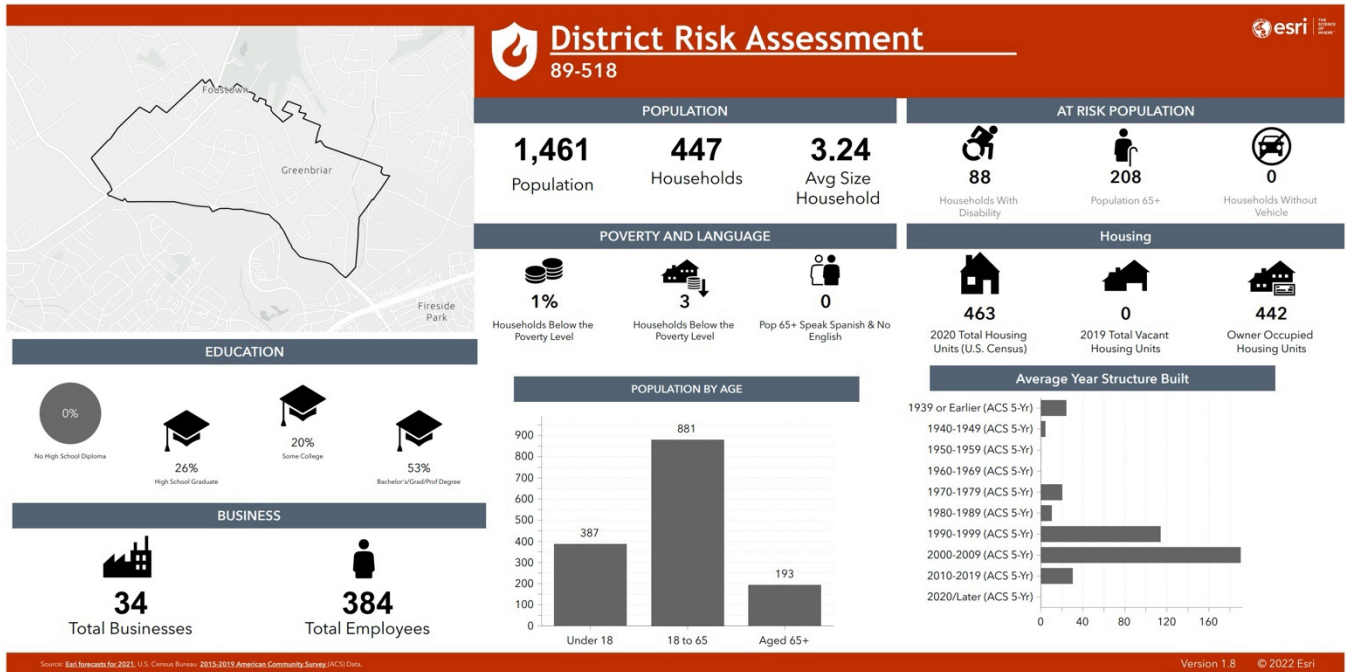 District Risk Assessment
89-518
esri
THE
SCIENCE
OF
WHERE
Foustown
Greenbriar
Fireside
Park
POPULATION
1,461
Population
447
Households
3.24
Avg Size
Household
AT RISK POPULATION
88
Households With
Disability
208
Population 65+
0
Households Without
Vehicle
POVERTY AND LANGUAGE
1%
Households Below the
Poverty Level
3
Households Below the
Poverty Level
0
Pop 65+ Speak Spanish & No
English
Housing
463
2020 Total Housing
Units (U.S. Census)
0
2019 Total Vacant
Housing Units
442
Owner Occupied
Housing Units
EDUCATION
0%
No High School Diploma
26%
High School Graduate
20%
Some College
53%
Bachelor's/Grad/Prof Degree
BUSINESS
34
Total Businesses
384
Total Employees
POPULATION BY AGE
900
800
700
600
500
400
300
200
100
0
387
881
193
Under 18
18 to 65
Aged 65+
Average Year Structure Built
1939 or Earlier (ACS 5-Yr)
1940-1949 (ACS 5-Yr)
1950-1959 (ACS 5-Yr)
1960-1969 (ACS 5-Yr)
1970-1979 (ACS 5-Yr)
1980-1989 (ACS 5-Yr)
1990-1999 (ACS 5-Yr)
2000-2009 (ACS 5-Yr)
2010-2019 (ACS 5-Yr)
2020/Later (ACS 5-Yr)
0 40 80 120 160
Source: Esri forecasts for 2021, U.S. Census Bureau 2015-2019 American Community Survey (ACS) Data,
Version 1.8 © 2022 Esri